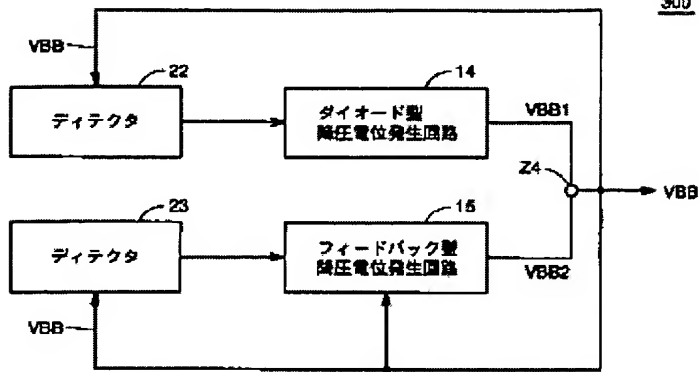 300
VBB
22
ディテクタ
14
ダイオード型
降圧電位発生回路
VBB1
Z4
VBB
23
ディテクタ
15
フィードバック型
降圧電位発生回路
VBB2
VBB